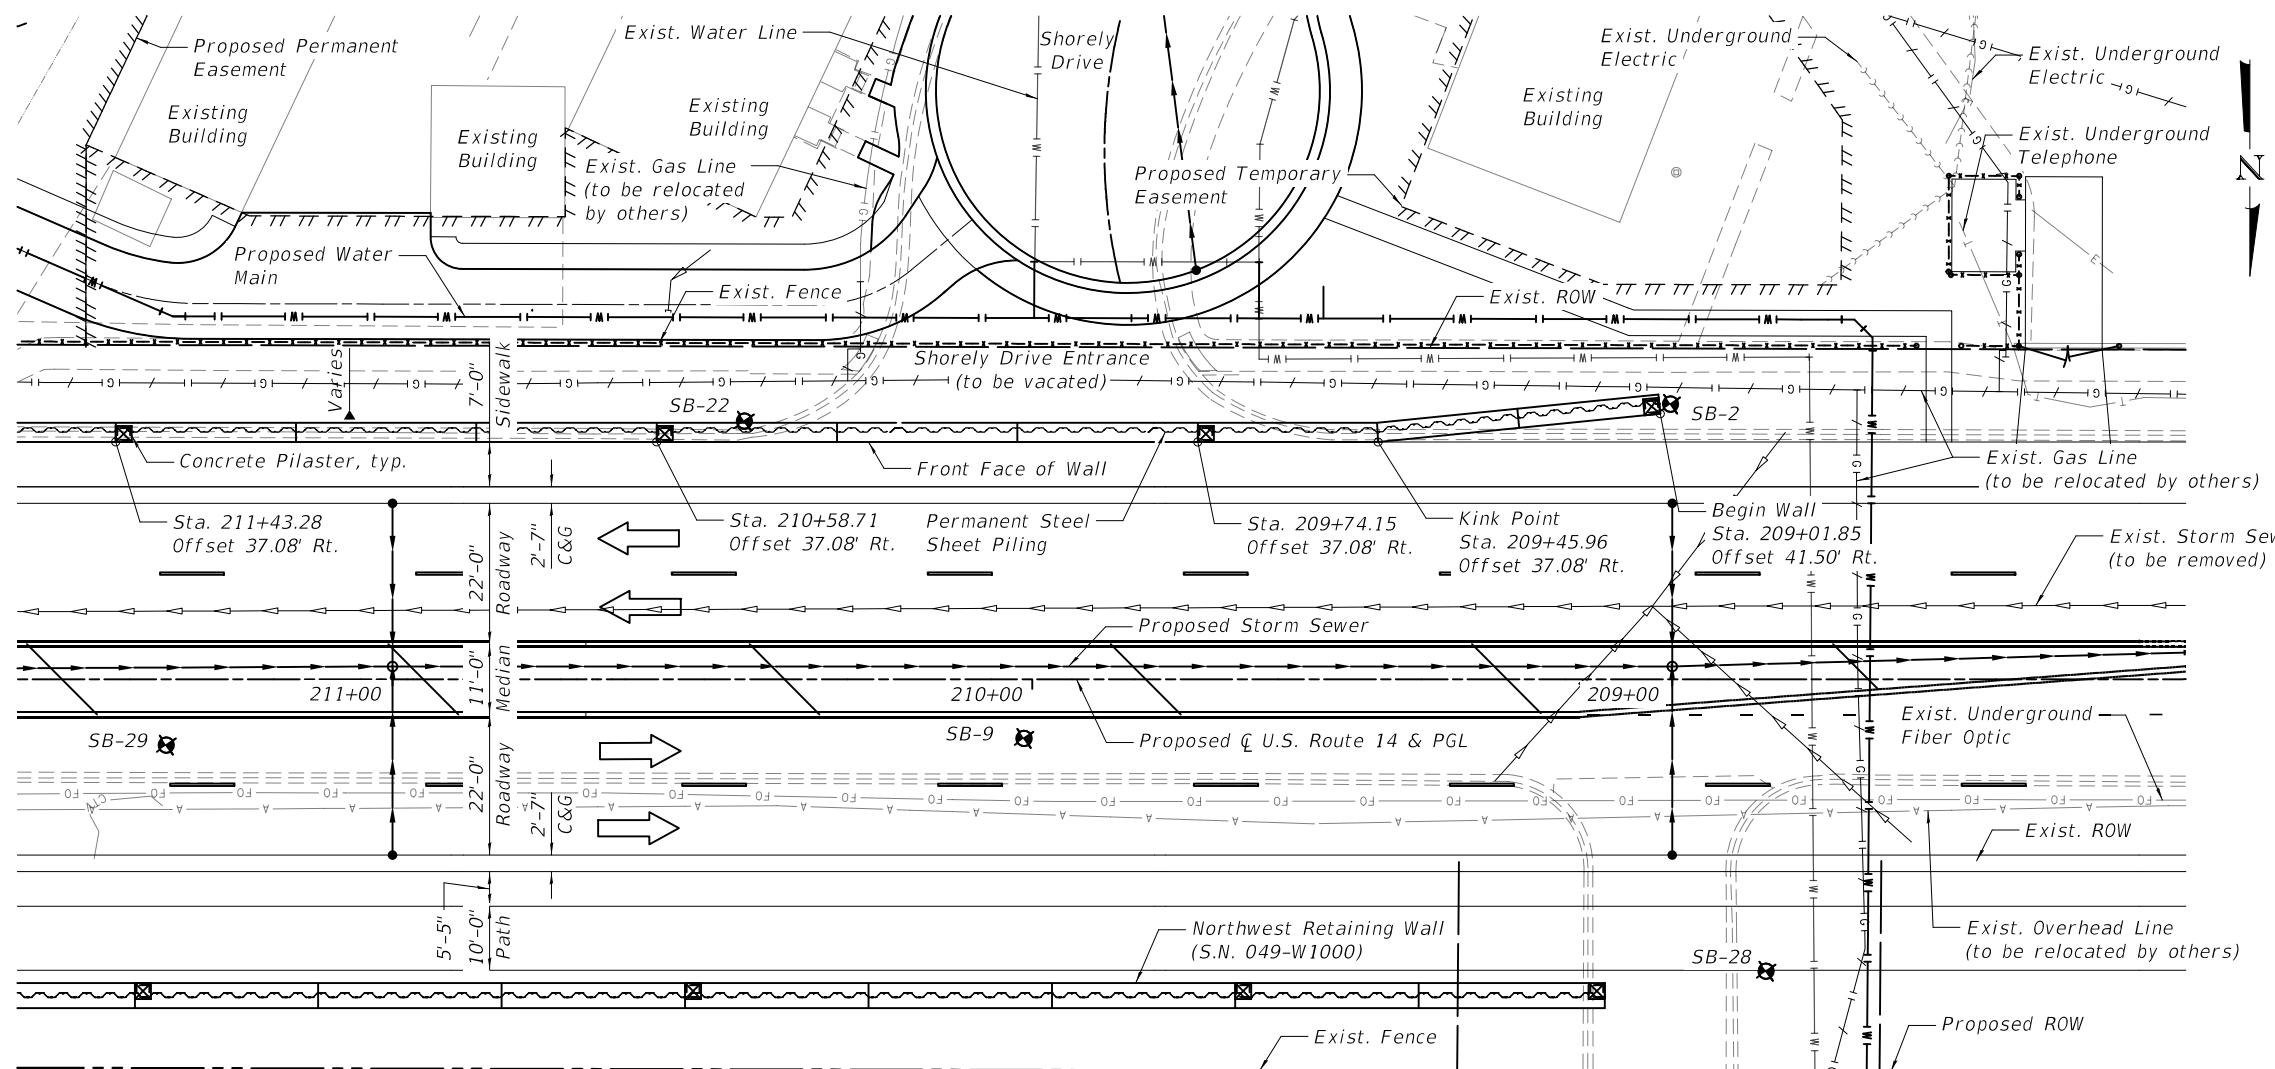 Proposed Permanent
Easement
Existing
Building
Existing
Building
Exist. Water Line
Existing
Building
Exist. Gas Line
(to be relocated
by others)
Shorely
Drive
Proposed Temporary
Easement
Exist. Underground
Electric
Existing
Building
Exist. Underground
Electric
Exist. Underground
Telephone
N
Proposed Water
Main
Exist. Fence
Exist. ROW
Varies
7'-0"
Sidewalk
Shorely Drive Entrance
(to be vacated)
SB-22
SB-2
Concrete Pilaster, typ.
Front Face of Wall
Exist. Gas Line
(to be relocated by others)
Sta. 211+43.28
Offset 37.08' Rt.
Sta. 210+58.71
Offset 37.08' Rt.
Permanent Steel
Sheet Piling
Sta. 209+74.15
Offset 37.08' Rt.
Kink Point
Sta. 209+45.96
Offset 37.08' Rt.
Begin Wall
Sta. 209+01.85
Offset 41.50' Rt.
Exist. Storm Sew
(to be removed)
22'-0"
Roadway
2'-7"
C&G
Proposed Storm Sewer
11'-0"
Median
211+00
210+00
209+00
SB-29
SB-9
Proposed ℄ U.S. Route 14 & PGL
Exist. Underground
Fiber Optic
22'-0"
Roadway
2'-7"
C&G
CTV
Exist. ROW
5'-5"
10'-0"
Path
Northwest Retaining Wall
(S.N. 049-W1000)
SB-28
Exist. Overhead Line
(to be relocated by others)
Exist. Fence
Proposed ROW